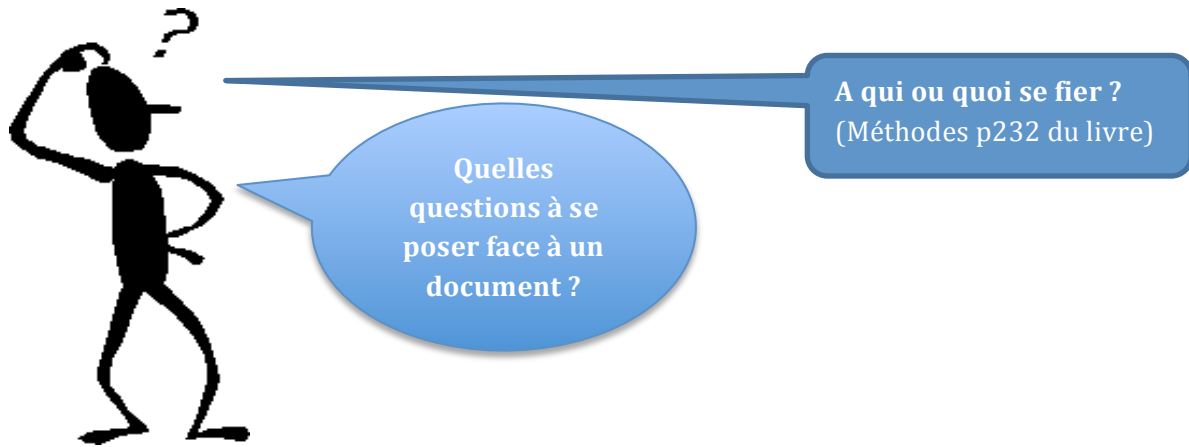 ?
A qui ou quoi se fier ?
(Méthodes p232 du livre)
Quelles
questions à se
poser face à un
document ?